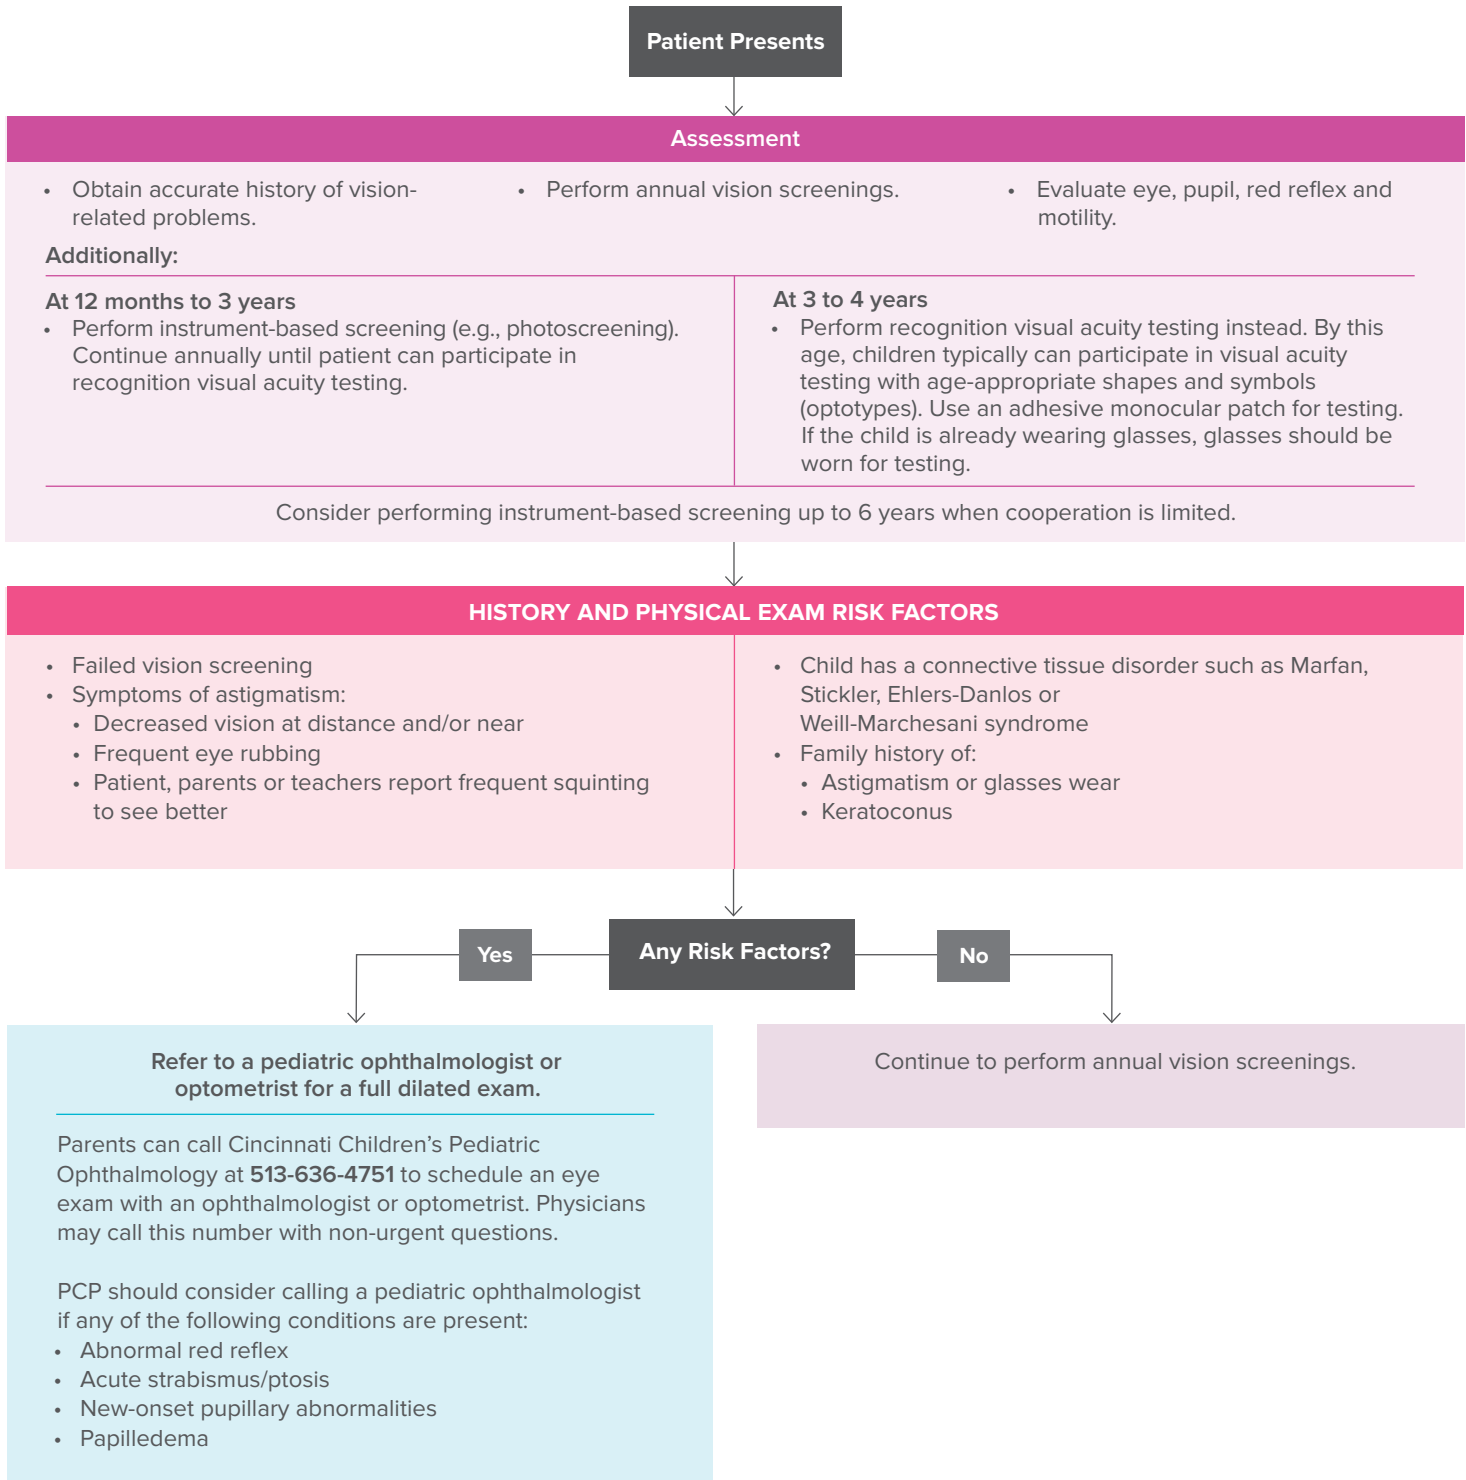 Patient Presents
Assessment
• Obtain accurate history of vision-
related problems.
• Perform annual vision screenings.
• Evaluate eye, pupil, red reflex and
motility.
Additionally:
At 12 months to 3 years
• Perform instrument-based screening (e.g., photoscreening).
Continue annually until patient can participate in
recognition visual acuity testing.
At 3 to 4 years
• Perform recognition visual acuity testing instead. By this
age, children typically can participate in visual acuity
testing with age-appropriate shapes and symbols
(optotypes). Use an adhesive monocular patch for testing.
If the child is already wearing glasses, glasses should be
worn for testing.
Consider performing instrument-based screening up to 6 years when cooperation is limited.
HISTORY AND PHYSICAL EXAM RISK FACTORS
• Failed vision screening
• Symptoms of astigmatism:
• Decreased vision at distance and/or near
• Frequent eye rubbing
• Patient, parents or teachers report frequent squinting
to see better
• Child has a connective tissue disorder such as Marfan,
Stickler, Ehlers-Danlos or
Weill-Marchesani syndrome
• Family history of:
• Astigmatism or glasses wear
• Keratoconus
Any Risk Factors?
Yes
No
Refer to a pediatric ophthalmologist or
optometrist for a full dilated exam.
Parents can call Cincinnati Children's Pediatric
Ophthalmology at 513-636-4751 to schedule an eye
exam with an ophthalmologist or optometrist. Physicians
may call this number with non-urgent questions.
PCP should consider calling a pediatric ophthalmologist
if any of the following conditions are present:
• Abnormal red reflex
• Acute strabismus/ptosis
• New-onset pupillary abnormalities
• Papilledema
Continue to perform annual vision screenings.